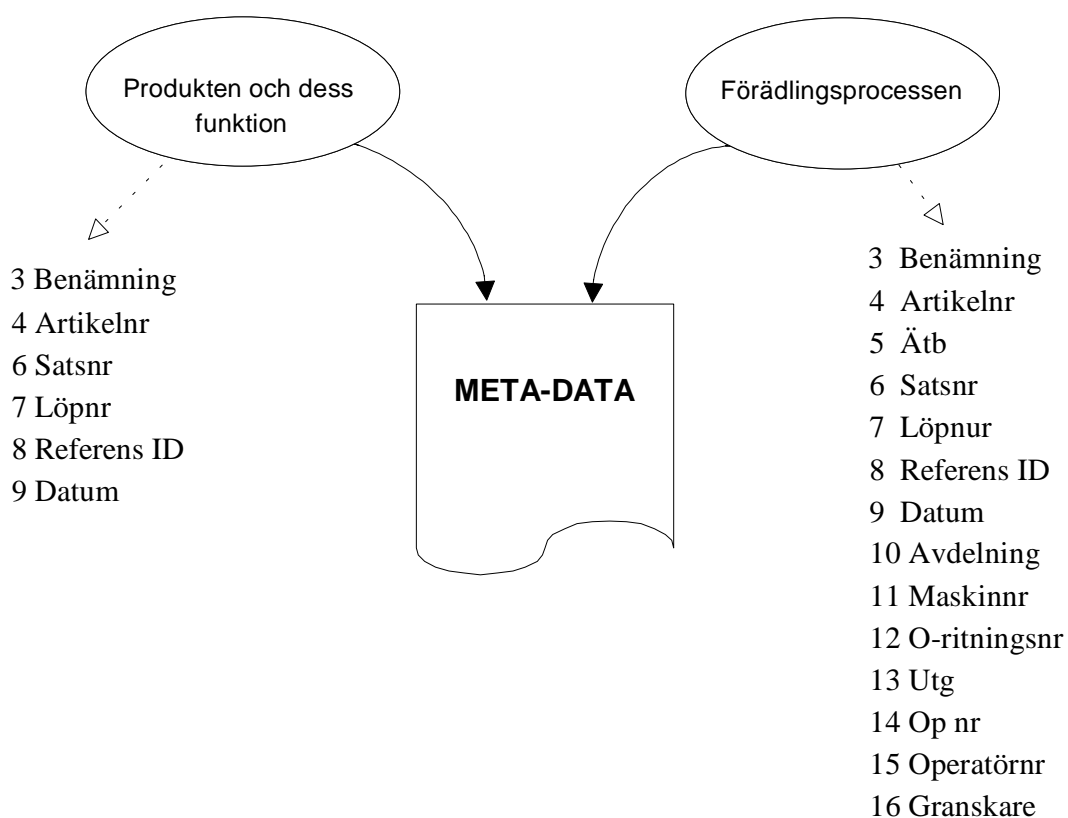 Produkten och dess
funktion
Förädlingsprocessen
3 Benämning
4 Artikelnr
6 Satsnr
7 Löpnr
8 Referens ID
9 Datum
META-DATA
3 Benämning
4 Artikelnr
5 Ätb
6 Satsnr
7 Löpnur
8 Referens ID
9 Datum
10 Avdelning
11 Maskinnr
12 O-ritningsnr
13 Utg
14 Op nr
15 Operatörnr
16 Granskare